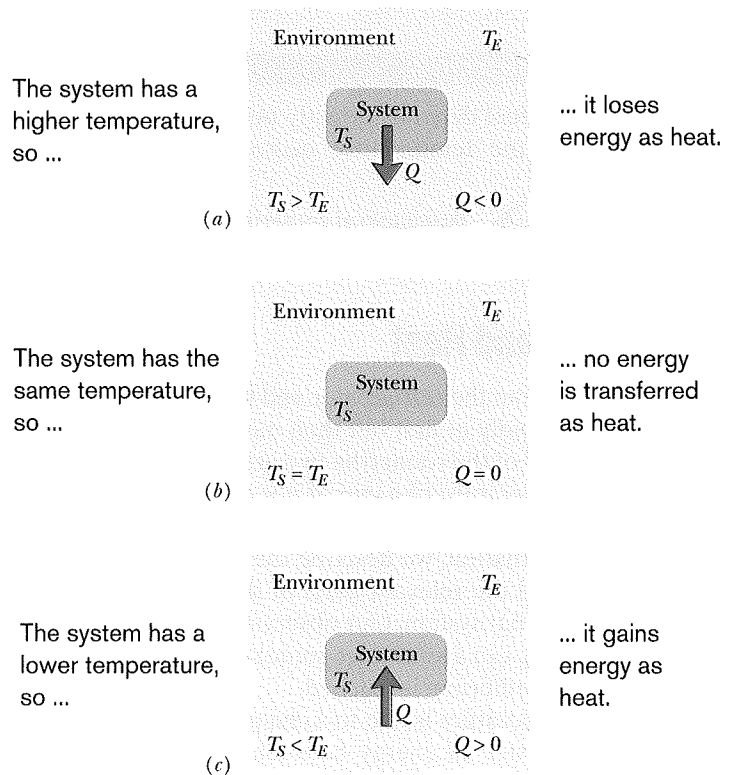 Environment T_E
The system has a
higher temperature,
so ...
System
T_S
Q
... it loses
energy as heat.
T_S > T_E Q < 0
(a)
Environment T_E
The system has the
same temperature,
so ...
System
T_S
... no energy
is transferred
as heat.
T_S = T_E Q = 0
(b)
Environment T_E
The system has a
lower temperature,
so ...
System
T_S
Q
... it gains
energy as
heat.
T_S < T_E Q > 0
(c)